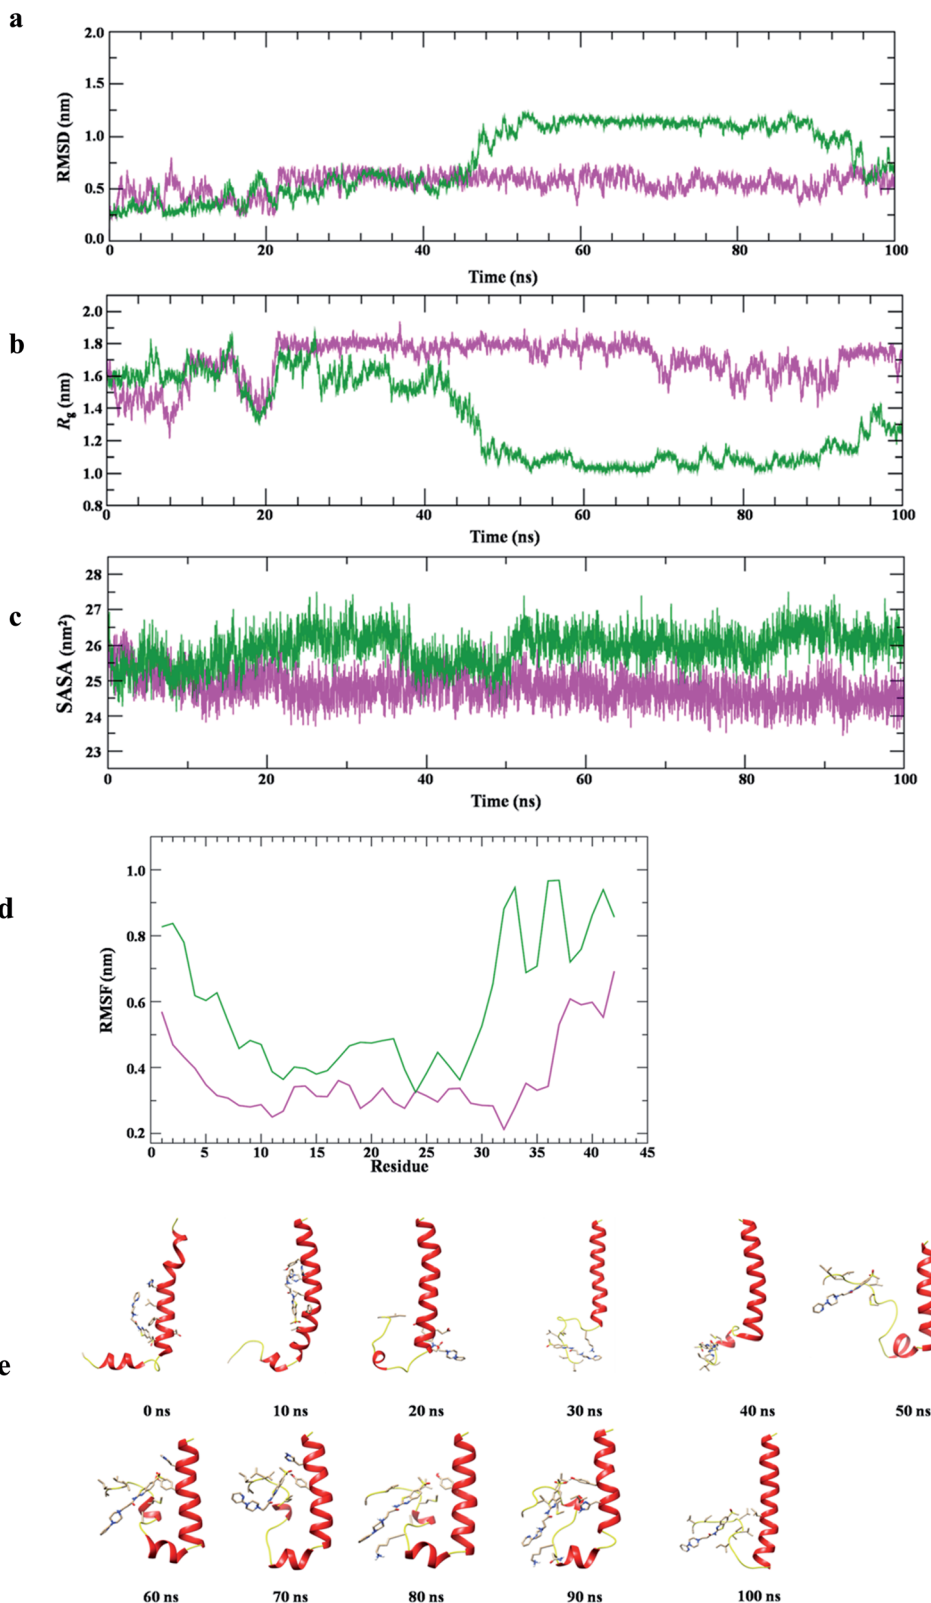 a
2.0
1.5
1.0
0.5
0.0
RMSD (nm)
0 20 40 60 80 100
Time (ns)
b
2.0
1.8
1.6
1.4
1.2
1.0
0.8
Rg (nm)
0 20 40 60 80 100
Time (ns)
c
28
27
26
25
24
23
SASA (nm²)
0 20 40 60 80 100
Time (ns)
d
1.0
0.8
0.6
0.4
0.2
RMSF (nm)
0 5 10 15 20 25 30 35 40 45
Residue
e
0 ns 10 ns 20 ns 30 ns 40 ns 50 ns
60 ns 70 ns 80 ns 90 ns 100 ns